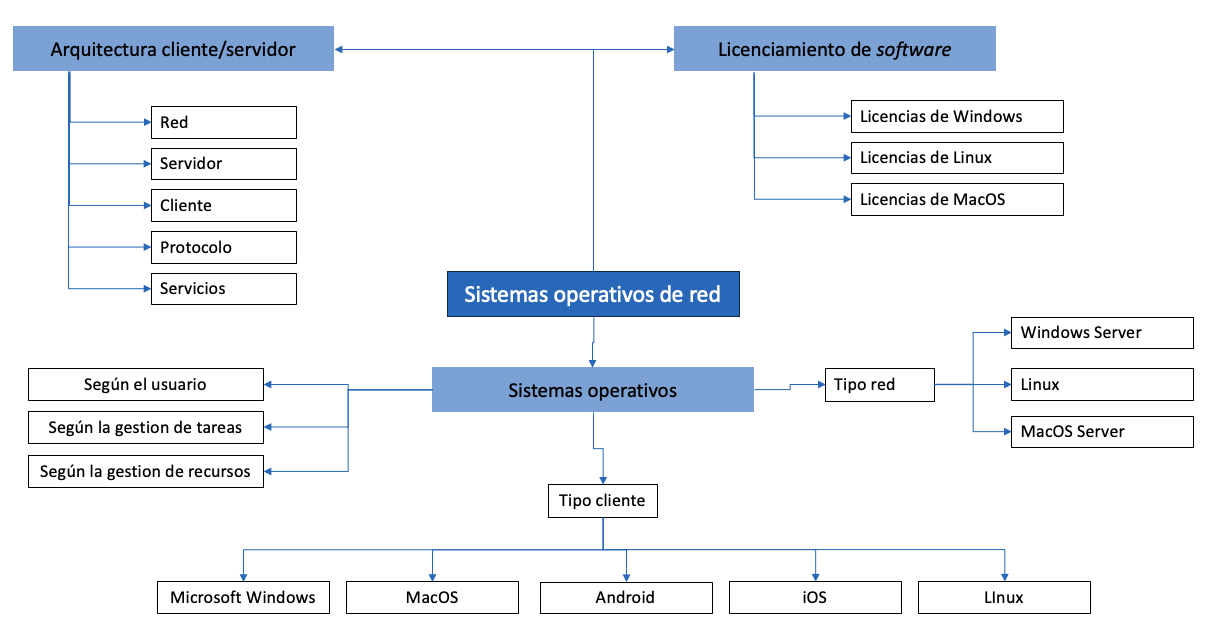 Arquitectura cliente/servidor
Licenciamiento de software
Red
Servidor
Cliente
Protocolo
Servicios
Licencias de Windows
Licencias de Linux
Licencias de MacOS
Sistemas operativos de red
Sistemas operativos
Según el usuario
Según la gestion de tareas
Según la gestion de recursos
Tipo red
Windows Server
Linux
MacOS Server
Tipo cliente
Microsoft Windows
MacOS
Android
iOS
LInux